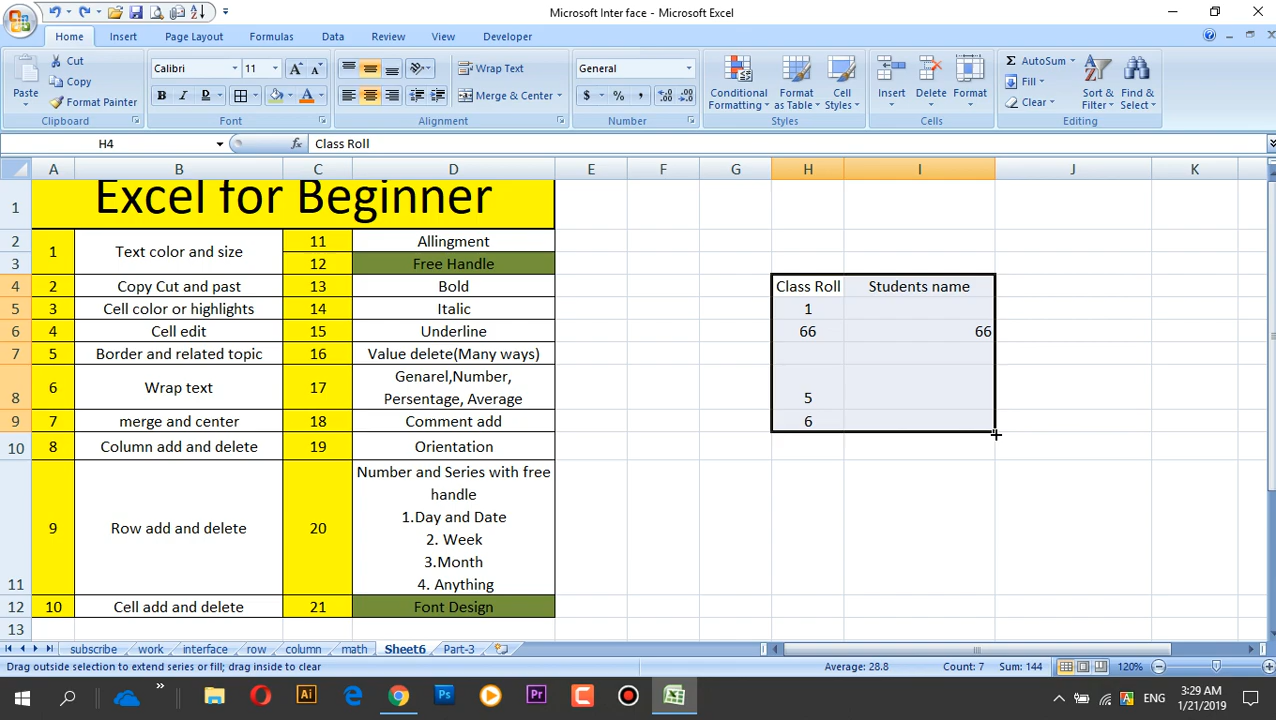 Microsoft Inter face - Microsoft Excel
Home Insert Page Layout Formulas Data Review View Developer
Paste Cut Copy Format Painter Clipboard
Calibri 11 B I D A Font
Wrap Text Merge & Center Alignment
General $ % , Number
Conditional Formatting Format as Table Cell Styles Styles
Insert Delete Format Cells
Σ AutoSum Fill Clear Sort & Filter Find & Select Editing
H4 fx Class Roll
A B C D E F G H I J K
1 Excel for Beginner
2 1 Text color and size 11 Allingment
3 12 Free Handle
4 2 Copy Cut and past 13 Bold Class Roll Students name
5 3 Cell color or highlights 14 Italic 1
6 4 Cell edit 15 Underline 66 66
7 5 Border and related topic 16 Value delete(Many ways)
8 6 Wrap text 17 Genarel,Number,
Persentage, Average 5
9 7 merge and center 18 Comment add 6
10 8 Column add and delete 19 Orientation
11 9 Row add and delete 20 Number and Series with free
handle
1.Day and Date
2. Week
3.Month
4. Anything
12 10 Cell add and delete 21 Font Design
13
subscribe work interface row column math Sheet6 Part-3
Drag outside selection to extend series or fill; drag inside to clear Average: 28.8 Count: 7 Sum: 144 120%
Ai Ps Pr ENG 3:29 AM
1/21/2019